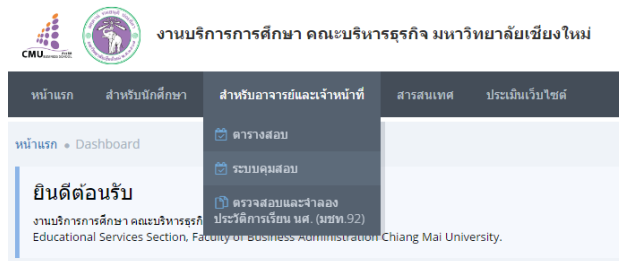 CMU
งานบริการการศึกษา คณะบริหารธุรกิจ มหาวิทยาลัยเชียงใหม่
หน้าแรก สำหรับนักศึกษา สำหรับอาจารย์และเจ้าหน้าที่ สารสนเทศ ประเมินเว็บไซต์
ตารางสอบ
หน้าแรก Dashboard
ระบบคุมสอบ
ยินดีต้อนรับ
ตรวจสอบและจำลอง
ประวัติการเรียน นศ. (มชท.92)
งานบริการการศึกษา คณะบริหารธุรกิ
Educational Services Section, Faculty of Business Administration Chiang Mai University.